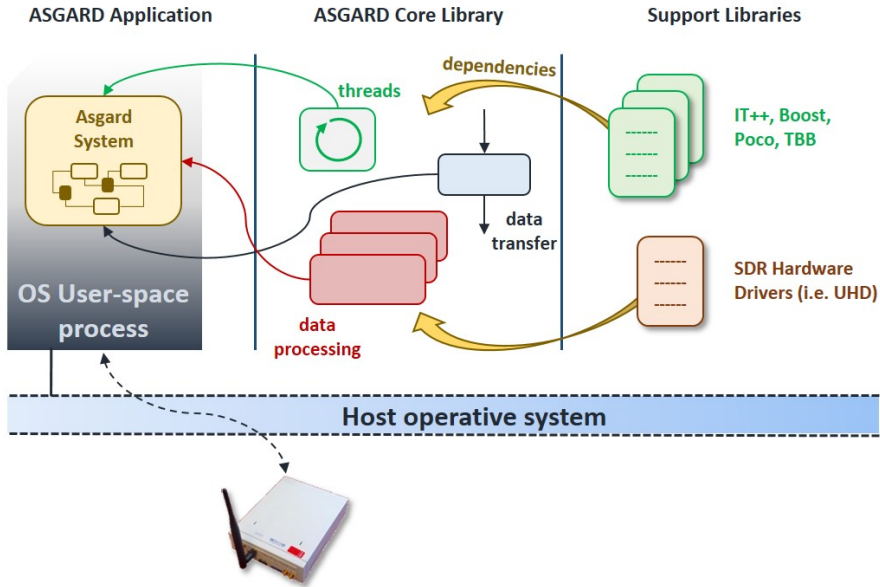 ASGARD Application
ASGARD Core Library
Support Libraries
dependencies
threads
Asgard
System
IT++, Boost,
Poco, TBB
data
transfer
SDR Hardware
Drivers (i.e. UHD)
OS User-space
process
data
processing
Host operative system